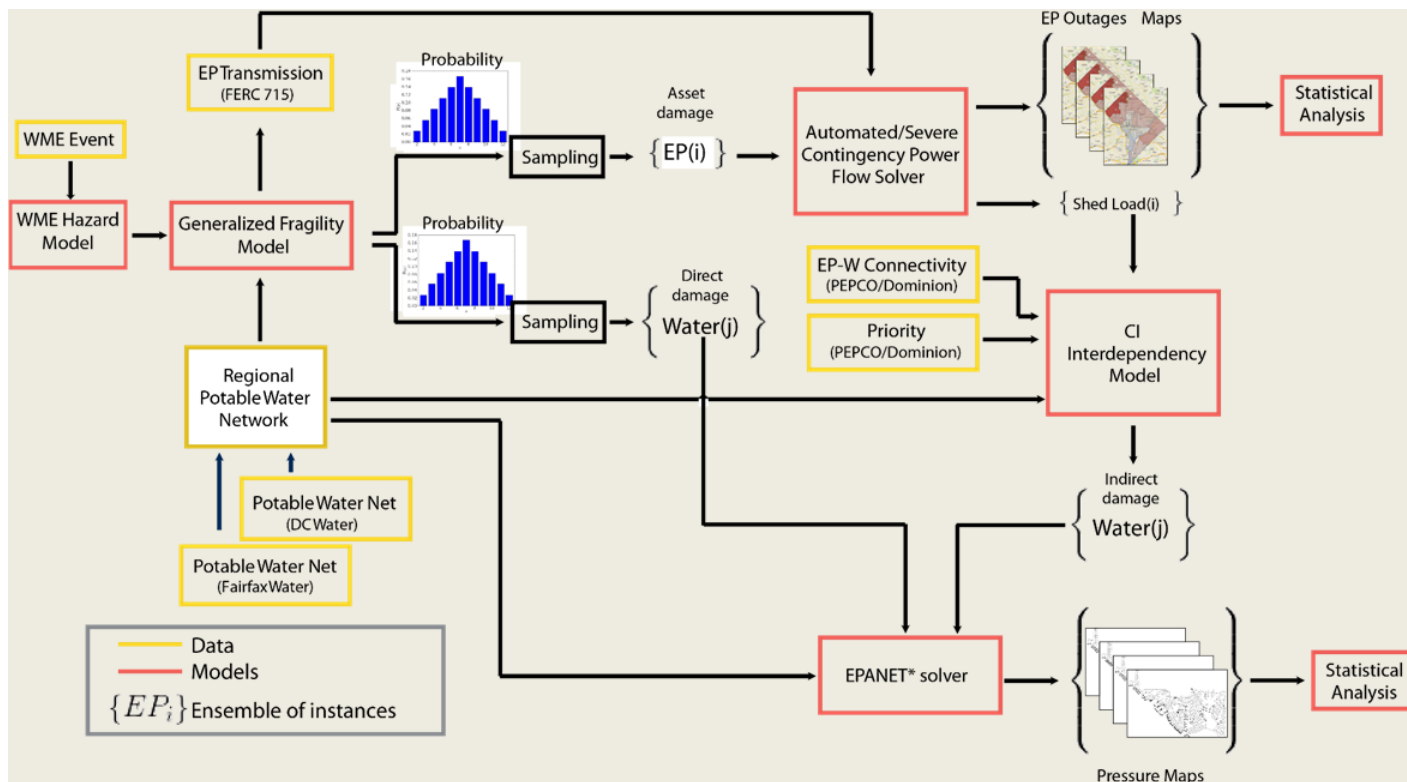 EP Outages Maps
EP Transmission
(FERC 715)
Probability
Asset
damage
Statistical
Analysis
WME Event
Sampling
{EP(i)}
Automated/Severe
Contingency Power
Flow Solver
WME Hazard
Model
Generalized Fragility
Model
{Shed Load(i)}
Probability
EP-W Connectivity
(PEPCO/Dominion)
Direct
damage
Sampling
Water(j)
Priority
(PEPCO/Dominion)
CI
Interdependency
Model
Regional
Potable Water
Network
Indirect
damage
Water(j)
Potable Water Net
(DC Water)
Potable Water Net
(Fairfax Water)
Data
Models
{EPi} Ensemble of instances
EPANET* solver
Statistical
Analysis
Pressure Maps